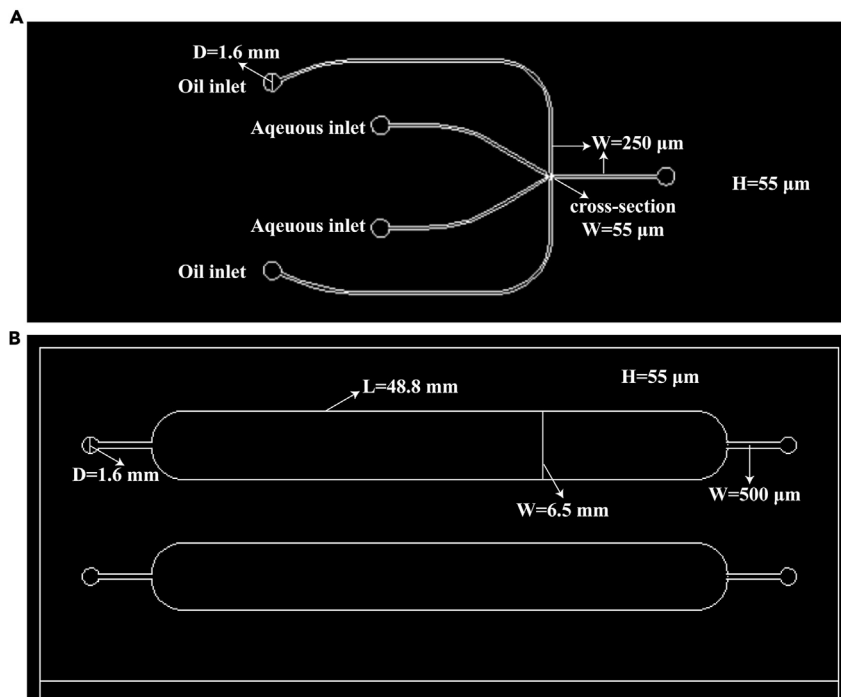 A
D=1.6 mm
Oil inlet
Aqeuous inlet
W=250 μm
H=55 μm
cross-section
W=55 μm
Aqeuous inlet
Oil inlet
B
L=48.8 mm
H=55 μm
D=1.6 mm
W=6.5 mm
W=500 μm